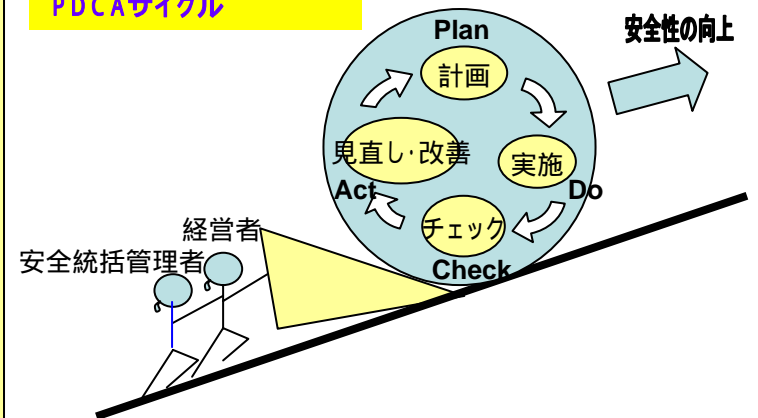 PDCAサイクル
安全性の向上
Plan
計画
見直し・改善
実施
Act
Do
チェック
Check
経営者
安全統括管理者